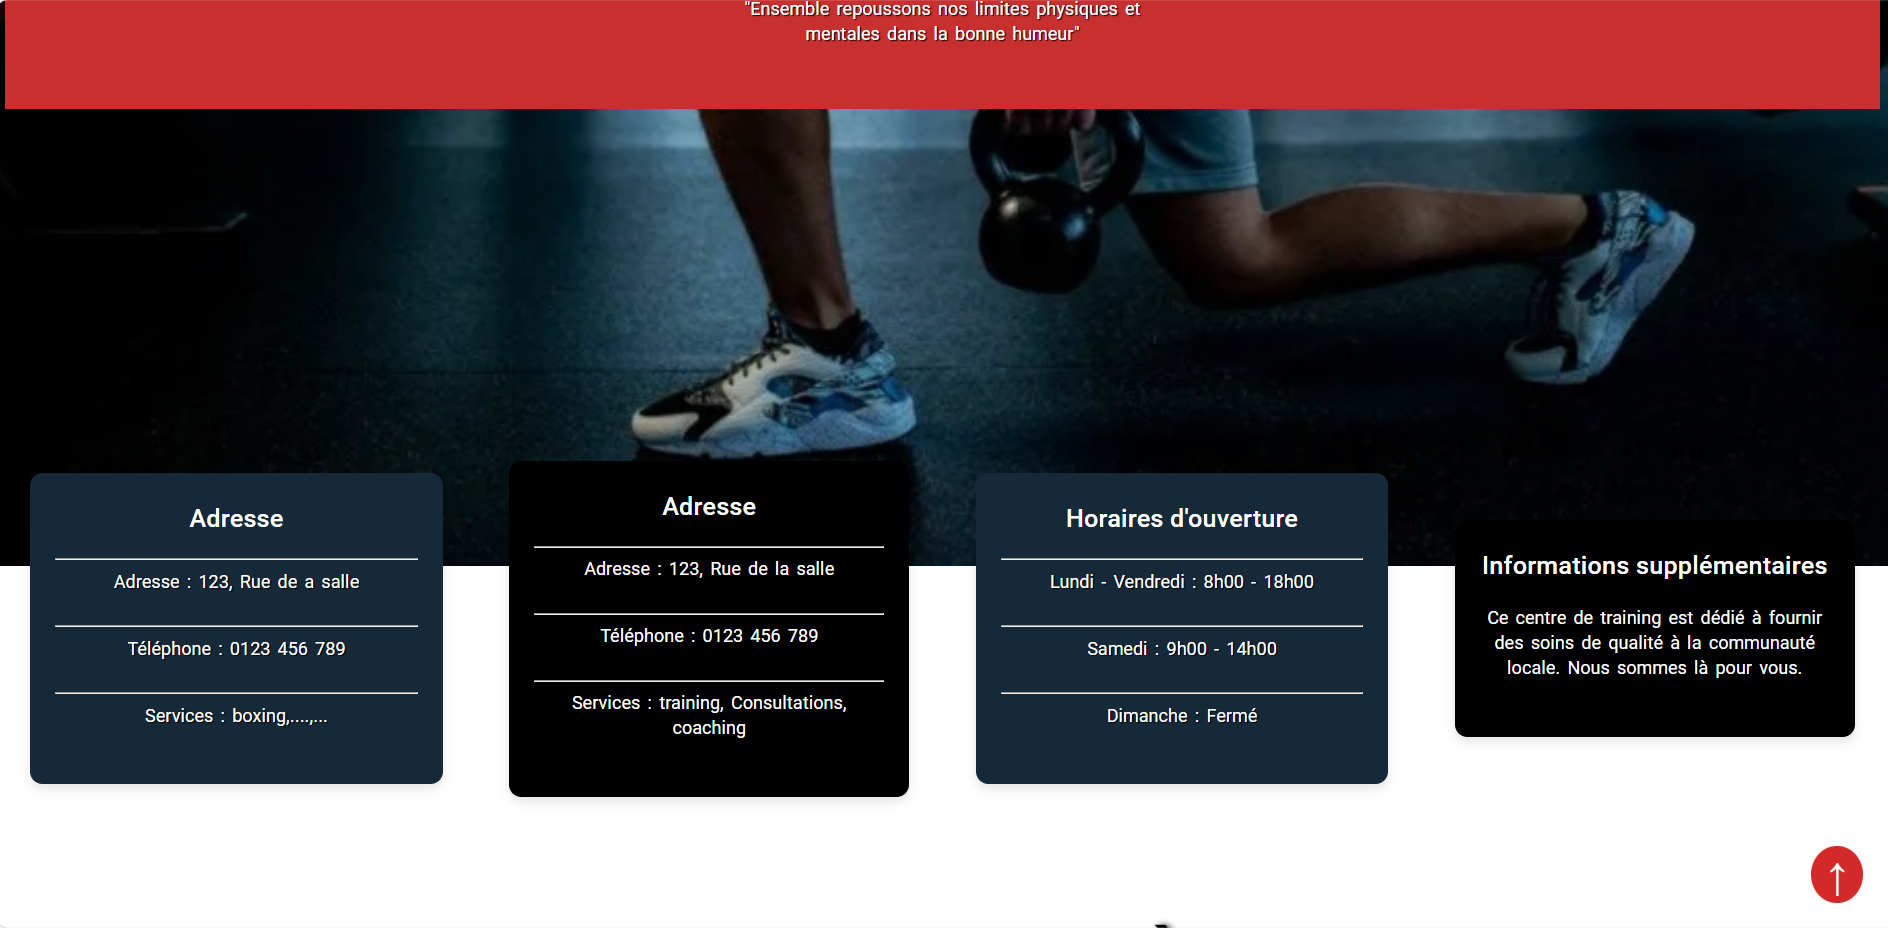 "Ensemble repoussons nos limites physiques et
mentales dans la bonne humeur"
Adresse
Adresse : 123, Rue de a salle
Téléphone : 0123 456 789
Services : boxing,....,...
Adresse
Adresse : 123, Rue de la salle
Téléphone : 0123 456 789
Services : training, Consultations,
coaching
Horaires d'ouverture
Lundi - Vendredi : 8h00 - 18h00
Samedi : 9h00 - 14h00
Dimanche : Fermé
Informations supplémentaires
Ce centre de training est dédié à fournir
des soins de qualité à la communauté
locale. Nous sommes là pour vous.
↑